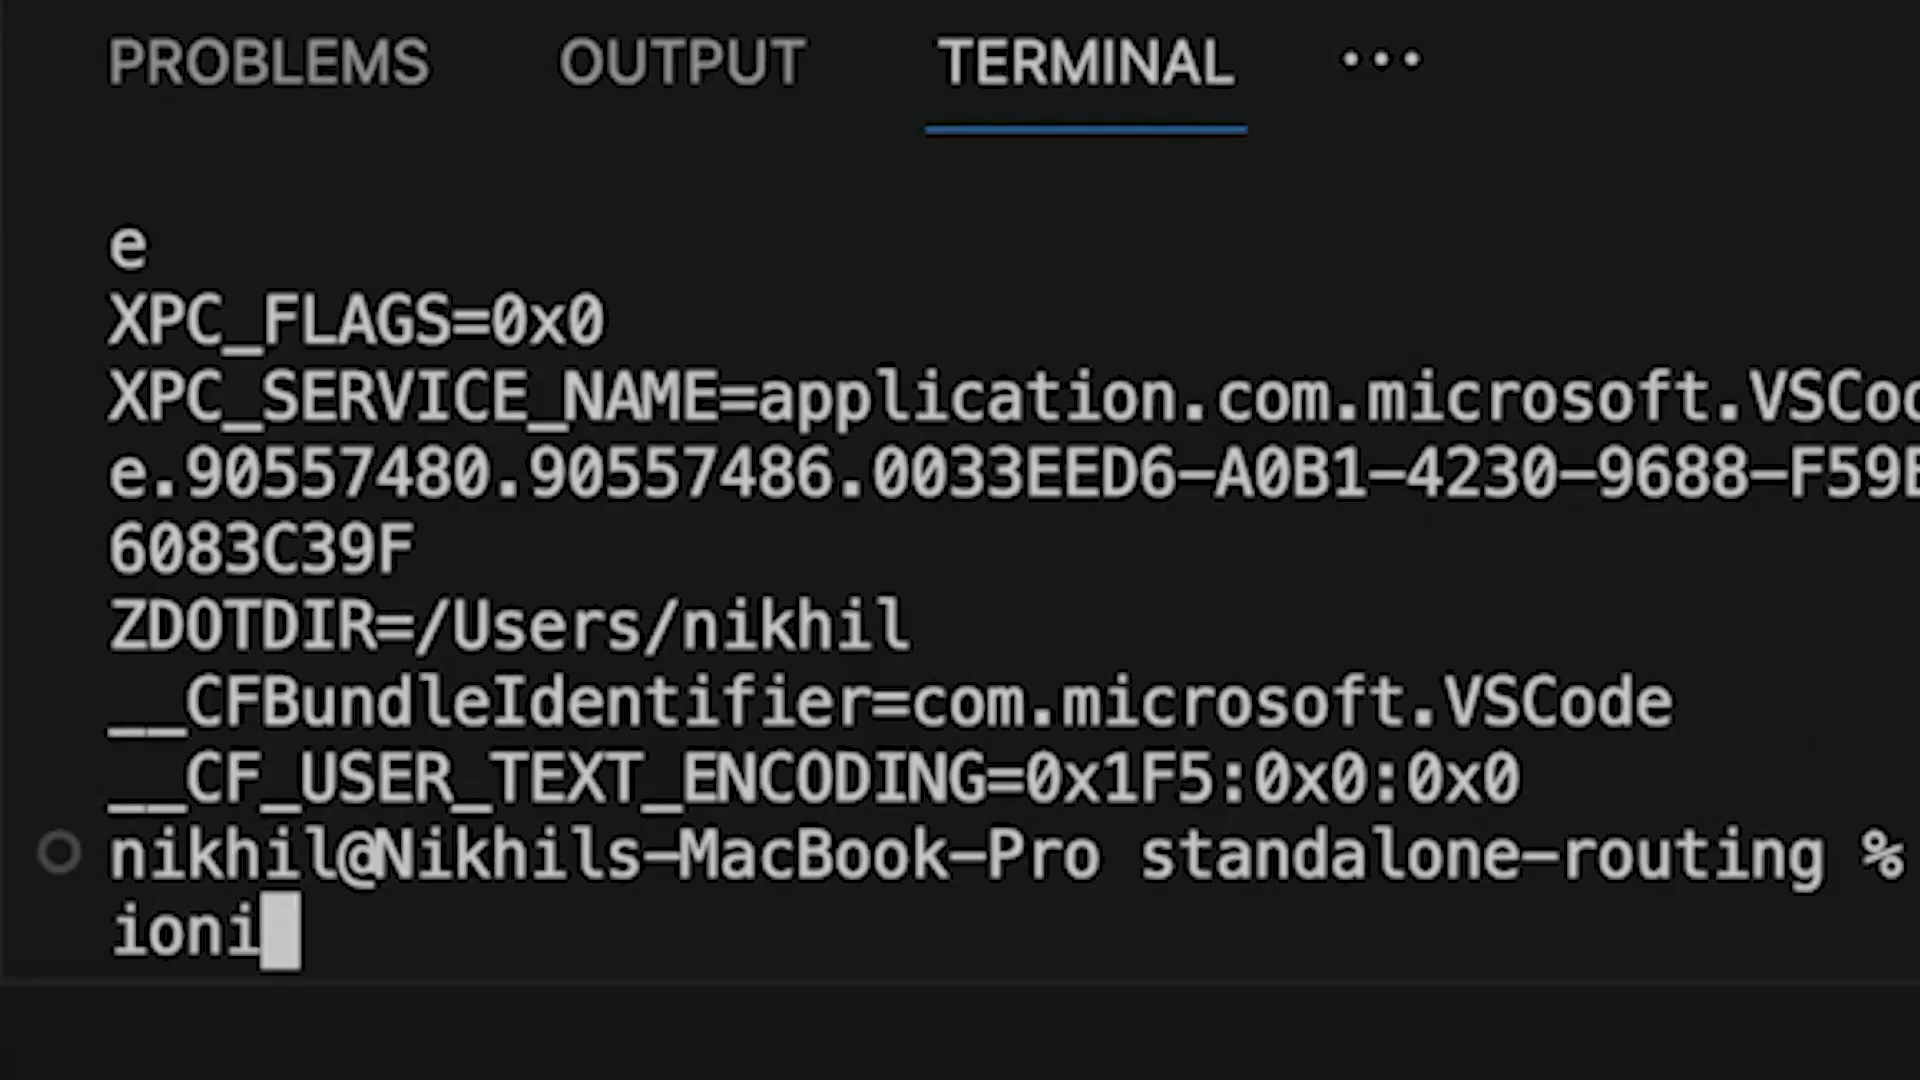 PROBLEMS OUTPUT TERMINAL ...
e
XPC_FLAGS=0x0
XPC_SERVICE_NAME=application.com.microsoft.VSCod
e.90557480.90557486.0033EED6-A0B1-4230-9688-F59E
6083C39F
ZDOTDIR=/Users/nikhil
__CFBundleIdentifier=com.microsoft.VSCode
__CF_USER_TEXT_ENCODING=0x1F5:0x0:0x0
nikhil@Nikhils-MacBook-Pro standalone-routing %
ioni